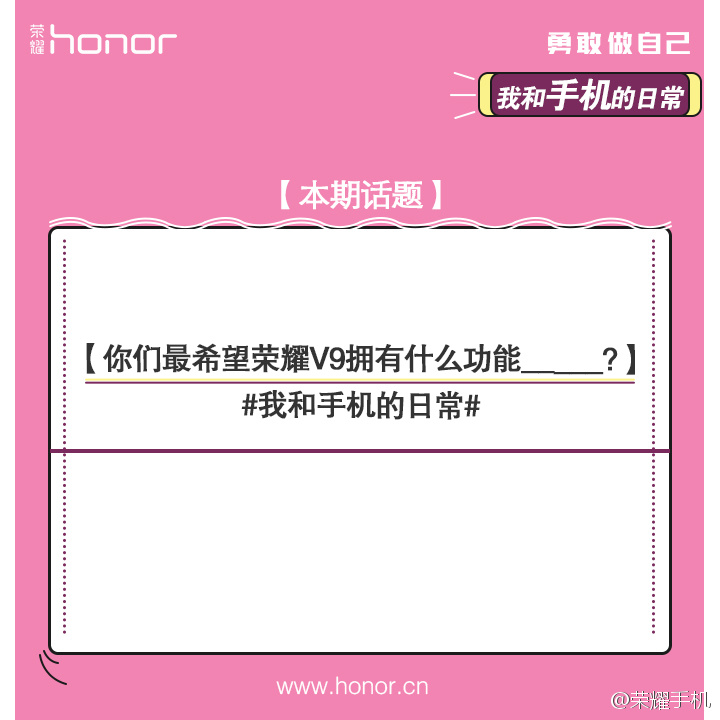 荣耀 honor
勇敢做自己
我和手机的日常
【本期话题】
【你们最希望荣耀V9拥有什么功能______?】
#我和手机的日常#
www.honor.cn
@荣耀手机